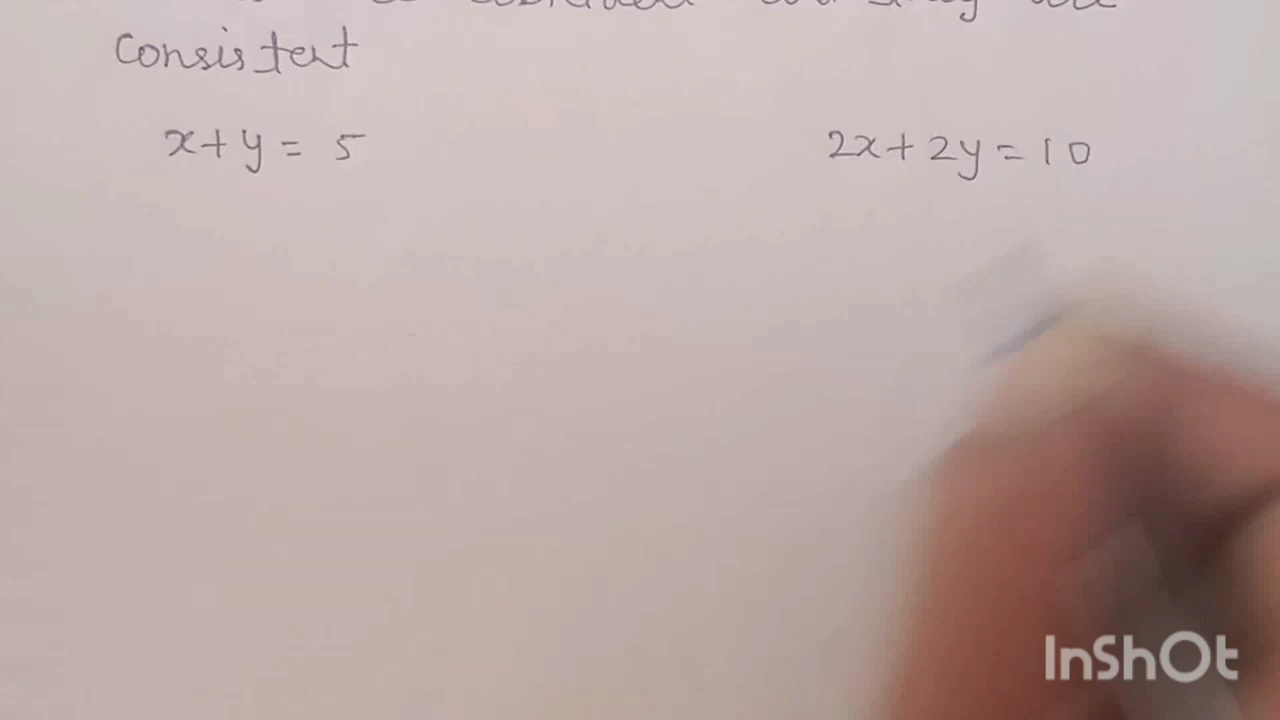 consistent
x+y = 5 2x+2y=10
InShOt